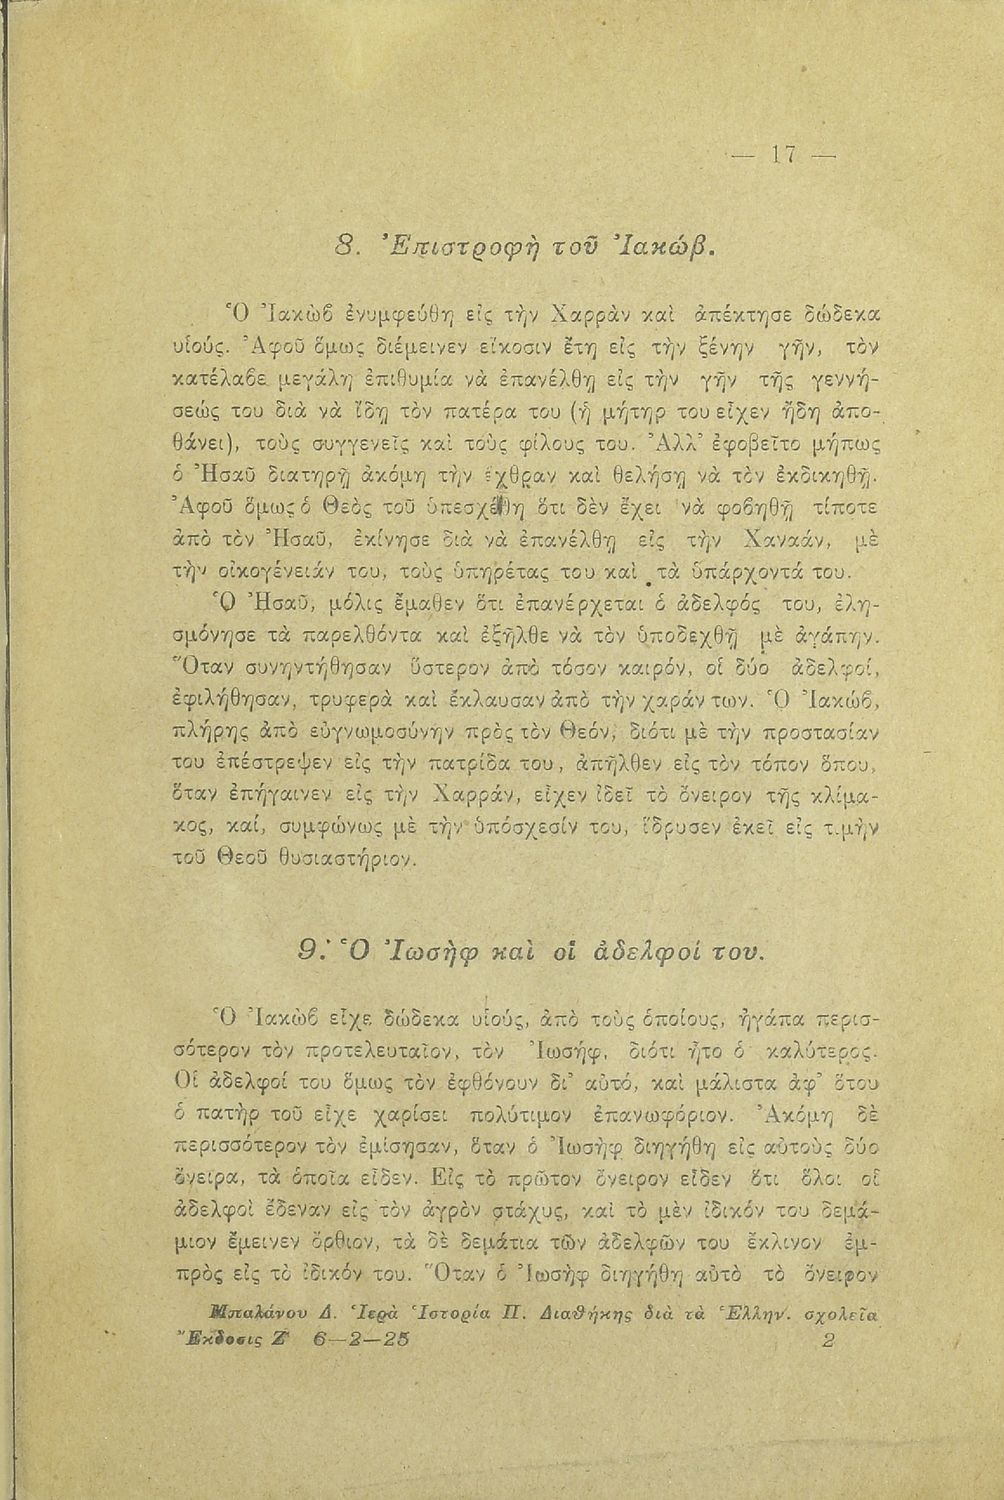 — 17 —
8. Ἐπιστροφὴ τοῦ Ἰακώβ.
Ὁ Ἰακὼβ ἐνυμφεύθη εἰς τὴν Χαρρὰν καὶ ἀπέκτησε δώδεκα
υἱούς. Ἀφοῦ ὅμως διέμεινεν εἴκοσιν ἔτη εἰς τὴν ξένην γῆν, τὸν
κατέλαβε μεγάλη ἐπιθυμία νὰ ἐπανέλθῃ εἰς τὴν γῆν τῆς γεννή-
σεώς του διὰ νὰ ἴδῃ τὸν πατέρα του (ἡ μήτηρ του εἶχεν ἤδη ἀπο-
θάνει), τοὺς συγγενεῖς καὶ τοὺς φίλους του. Ἀλλ’ ἐφοβεῖτο μήπως
ὁ Ἠσαῦ διατηρῇ ἀκόμη τὴν ἔχθραν καὶ θελήσῃ νὰ τὸν ἐκδικηθῇ.
Ἀφοῦ ὅμως ὁ Θεὸς τοῦ ὑπεσχέθη ὅτι δὲν ἔχει νὰ φοβηθῇ τίποτε
ἀπὸ τὸν Ἠσαῦ, ἐκίνησε διὰ νὰ ἐπανέλθῃ εἰς τὴν Χαναάν, μὲ
τὴν οἰκογένειάν του, τοὺς ὑπηρέτας του καὶ τὰ ὑπάρχοντά του.
Ὁ Ἠσαῦ, μόλις ἔμαθεν ὅτι ἐπανέρχεται ὁ ἀδελφός του, ἐλη-
σμόνησε τὰ παρελθόντα καὶ ἐξῆλθε νὰ τὸν ὑποδεχθῇ μὲ ἀγάπην.
Ὅταν συνηντήθησαν ὕστερον ἀπὸ τόσον καιρόν, οἱ δύο ἀδελφοί,
ἐφιλήθησαν, τρυφερὰ καὶ ἔκλαυσαν ἀπὸ τὴν χαράν των. Ὁ Ἰακώβ,
πλήρης ἀπὸ εὐγνωμοσύνην πρὸς τὸν Θεόν, διότι μὲ τὴν προστασίαν
του ἐπέστρεψεν εἰς τὴν πατρίδα του, ἀπῆλθεν εἰς τὸν τόπον ὅπου,
ὅταν ἐπήγαινεν εἰς τὴν Χαρράν, εἶχεν ἰδεῖ τὸ ὄνειρον τῆς κλίμα-
κος, καί, συμφώνως μὲ τὴν ὑπόσχεσίν του, ἵδρυσεν ἐκεῖ εἰς τιμὴν
τοῦ Θεοῦ θυσιαστήριον.
9. Ὁ Ἰωσὴφ καὶ οἱ ἀδελφοί του.
Ὁ Ἰακὼβ εἶχε δώδεκα υἱούς, ἀπὸ τοὺς ὁποίους, ἠγάπα περισ-
σότερον τὸν προτελευταῖον, τὸν Ἰωσήφ, διότι ἦτο ὁ καλύτερος.
Οἱ ἀδελφοί του ὅμως τὸν ἐφθόνουν δι’ αὐτό, καὶ μάλιστα ἀφ’ ὅτου
ὁ πατὴρ τοῦ εἶχε χαρίσει πολύτιμον ἐπανωφόριον. Ἀκόμη δὲ
περισσότερον τὸν ἐμίσησαν, ὅταν ὁ Ἰωσὴφ διηγήθη εἰς αὐτοὺς δύο
ὄνειρα, τὰ ὁποῖα εἶδεν. Εἰς τὸ πρῶτον ὄνειρον εἶδεν ὅτι ὅλοι οἱ
ἀδελφοὶ ἔδεναν εἰς τὸν ἀγρὸν στάχυς, καὶ τὸ μὲν ἰδικόν του δεμά-
μιον ἔμεινεν ὄρθιον, τὰ δὲ δεμάτια τῶν ἀδελφῶν του ἔκλινον ἐμ-
πρὸς εἰς τὸ ἰδικόν του. Ὅταν ὁ Ἰωσὴφ διηγήθη αὐτὸ τὸ ὄνειρον
Μπαλάνου Δ. Ἱερὰ Ἱστορία Π. Διαθήκης διὰ τὰ Ἑλλην. σχολεῖα
Ἔκδοσις Ζ′ 6—2—25 2